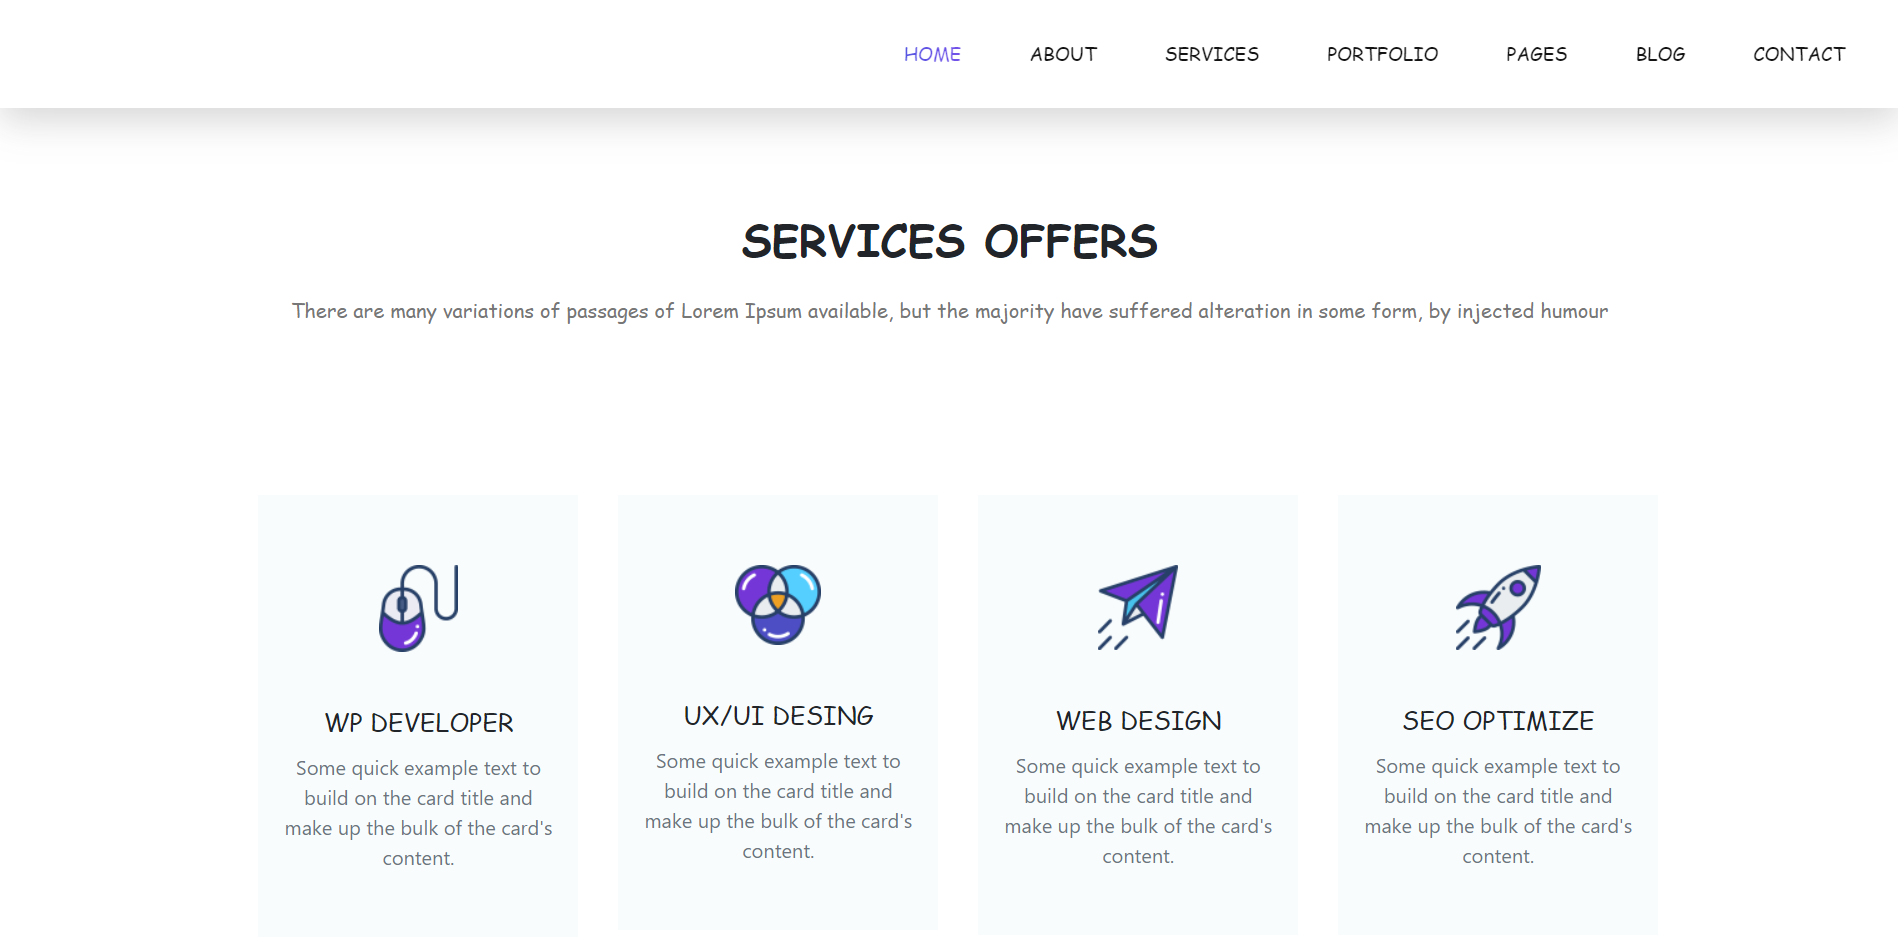 HOME ABOUT SERVICES PORTFOLIO PAGES BLOG CONTACT
SERVICES OFFERS
There are many variations of passages of Lorem Ipsum available, but the majority have suffered alteration in some form, by injected humour
WP DEVELOPER
Some quick example text to
build on the card title and
make up the bulk of the card's
content.
UX/UI DESING
Some quick example text to
build on the card title and
make up the bulk of the card's
content.
WEB DESIGN
Some quick example text to
build on the card title and
make up the bulk of the card's
content.
SEO OPTIMIZE
Some quick example text to
build on the card title and
make up the bulk of the card's
content.